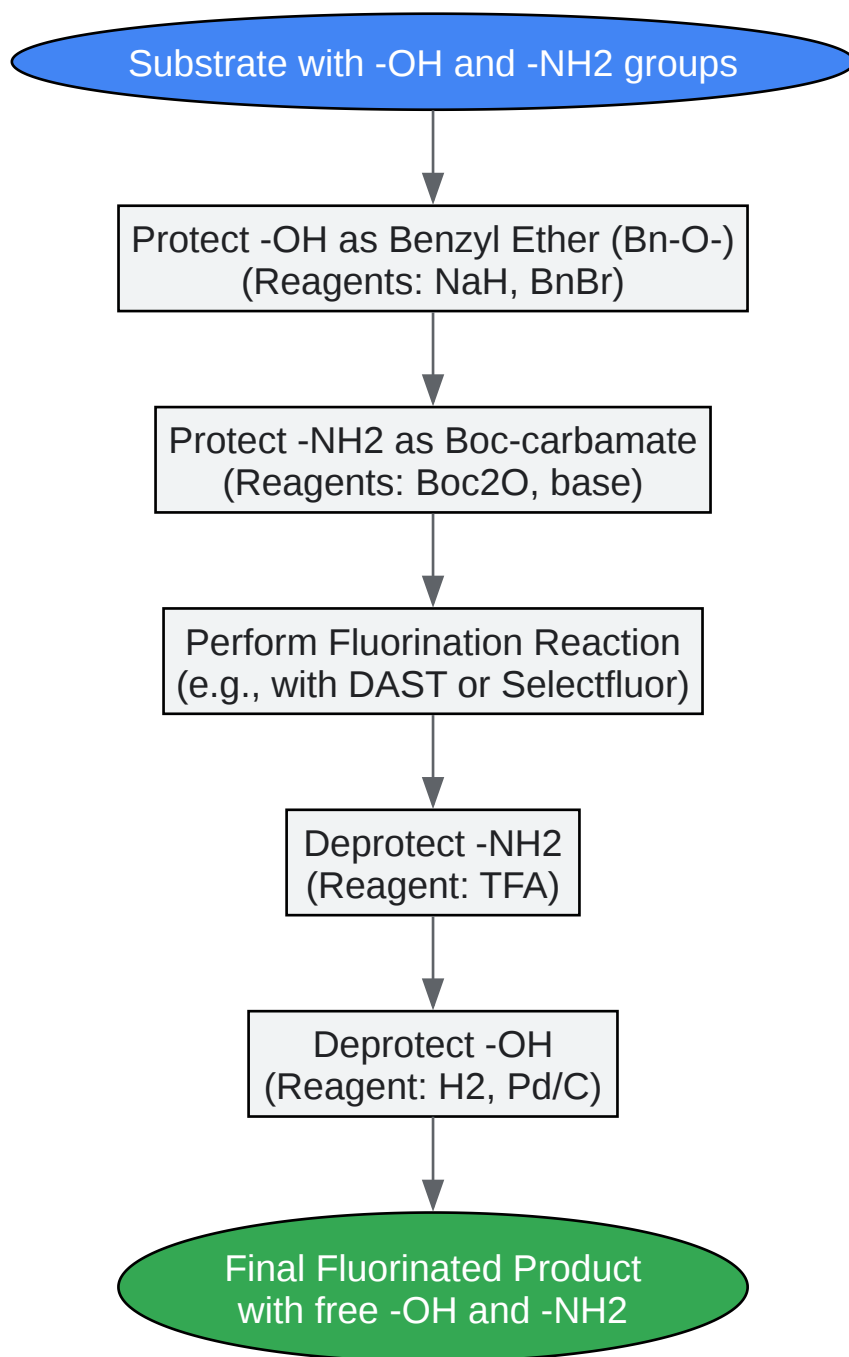 Substrate with -OH and -NH2 groups
Protect -OH as Benzyl Ether (Bn-O-)
(Reagents: NaH, BnBr)
Protect -NH2 as Boc-carbamate
(Reagents: Boc2O, base)
Perform Fluorination Reaction
(e.g., with DAST or Selectfluor)
Deprotect -NH2
(Reagent: TFA)
Deprotect -OH
(Reagent: H2, Pd/C)
Final Fluorinated Product
with free -OH and -NH2